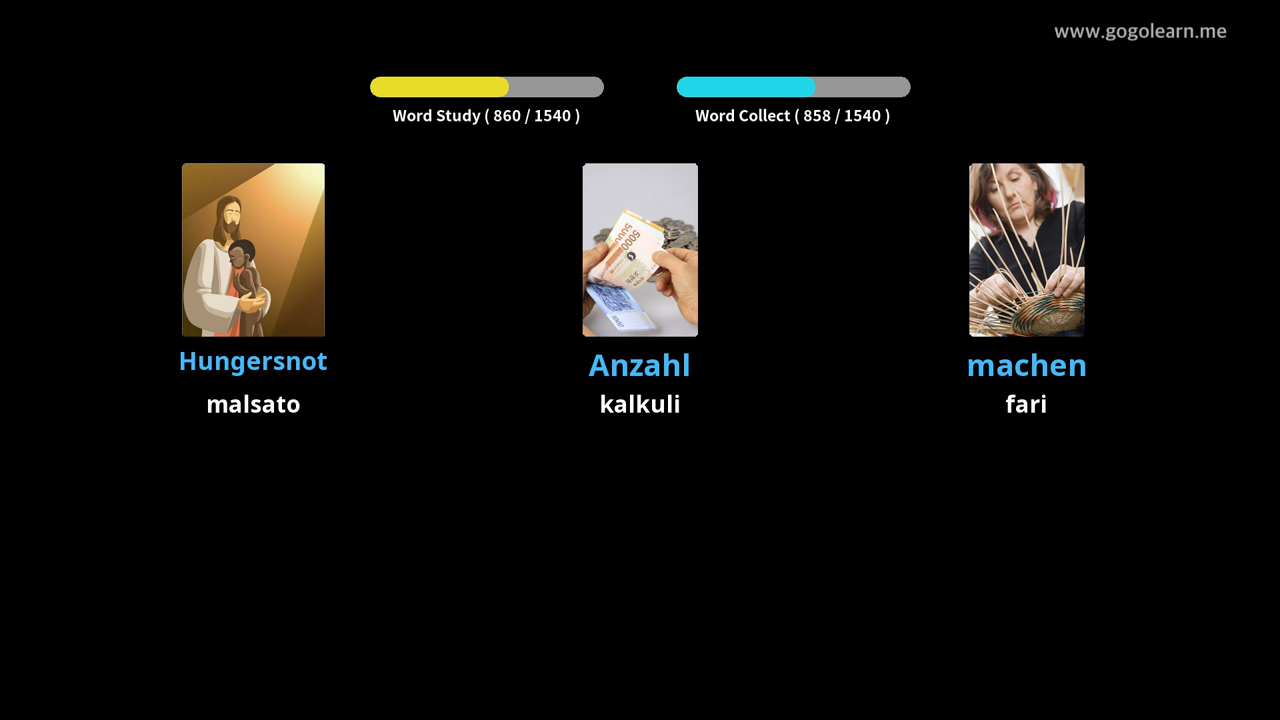 www.gogolearn.me
Word Study ( 860 / 1540 )
Word Collect ( 858 / 1540 )
Hungersnot
Anzahl
machen
malsato
kalkuli
fari